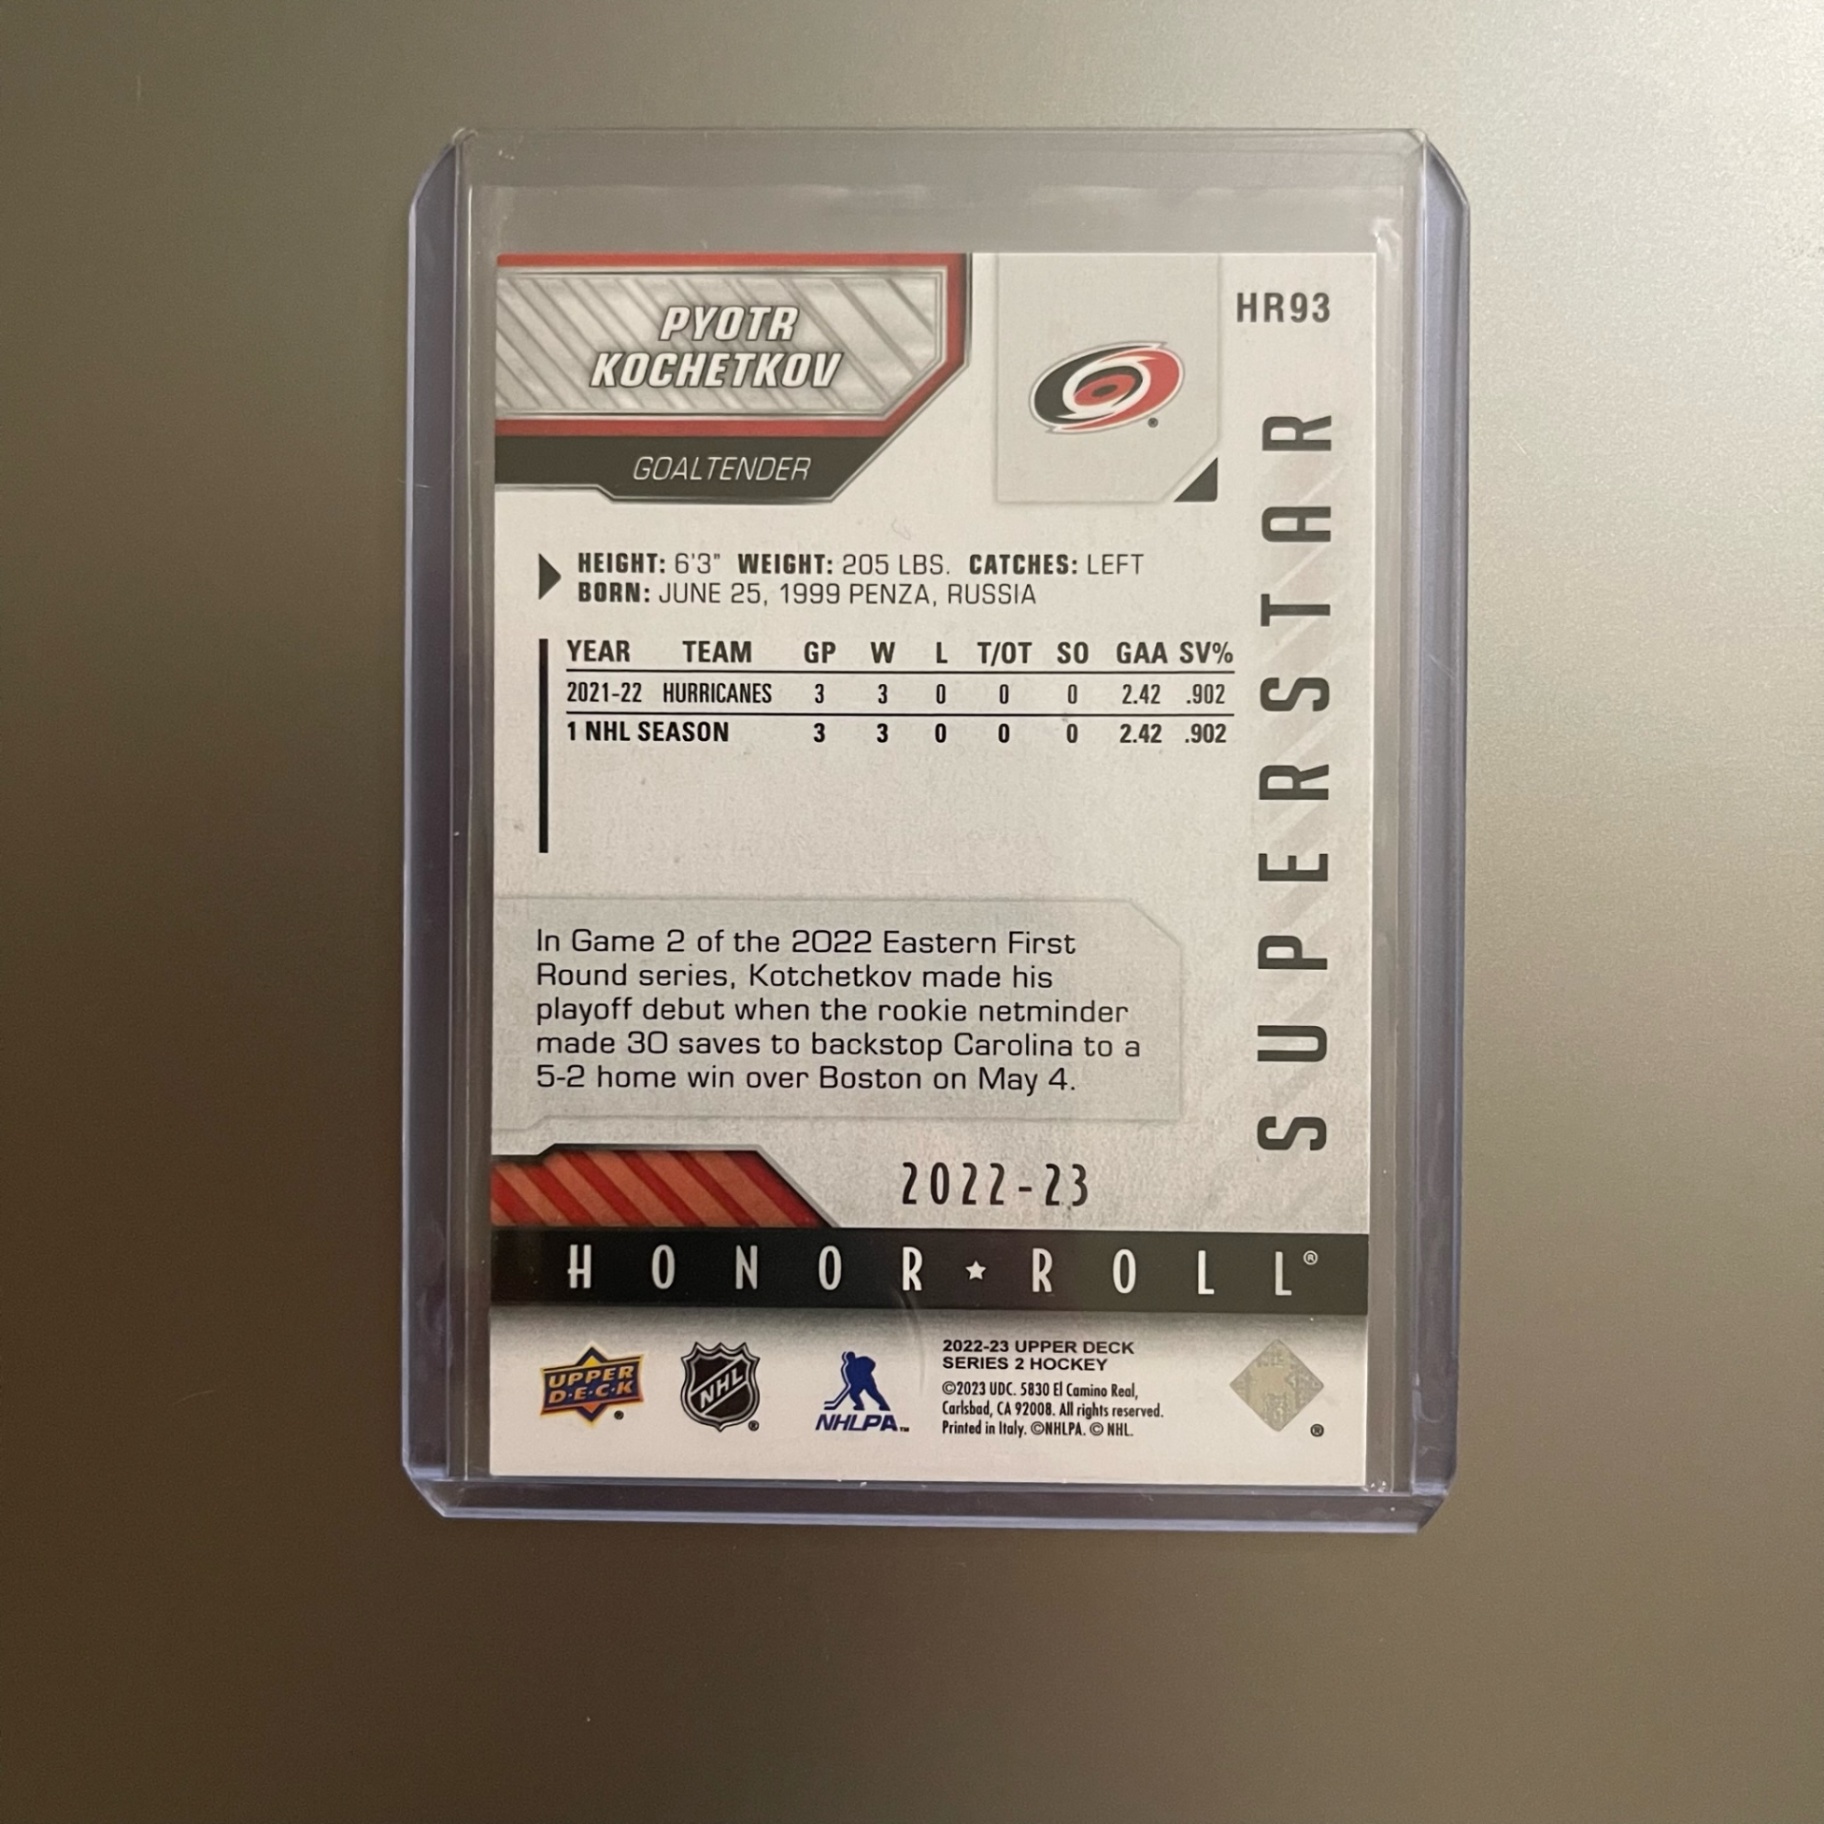 PYOTR
KOCHETKOV
GOALTENDER
HR93
SUPERSTAR
HEIGHT: 6'3" WEIGHT: 205 LBS. CATCHES: LEFT
BORN: JUNE 25, 1999 PENZA, RUSSIA
YEAR TEAM GP W L T/OT SO GAA SV%
2021-22 HURRICANES 3 3 0 0 0 2.42 .902
1 NHL SEASON 3 3 0 0 0 2.42 .902
In Game 2 of the 2022 Eastern First
Round series, Kotchetkov made his
playoff debut when the rookie netminder
made 30 saves to backstop Carolina to a
5-2 home win over Boston on May 4.
2022-23
HONOR★ROLL®
UPPER
D·E·C·K
®
NHL
®
NHLPA™
2022-23 UPPER DECK
SERIES 2 HOCKEY
©2023 UDC. 5830 El Camino Real,
Carlsbad, CA 92008. All rights reserved.
Printed in Italy. ©NHLPA. © NHL.
®